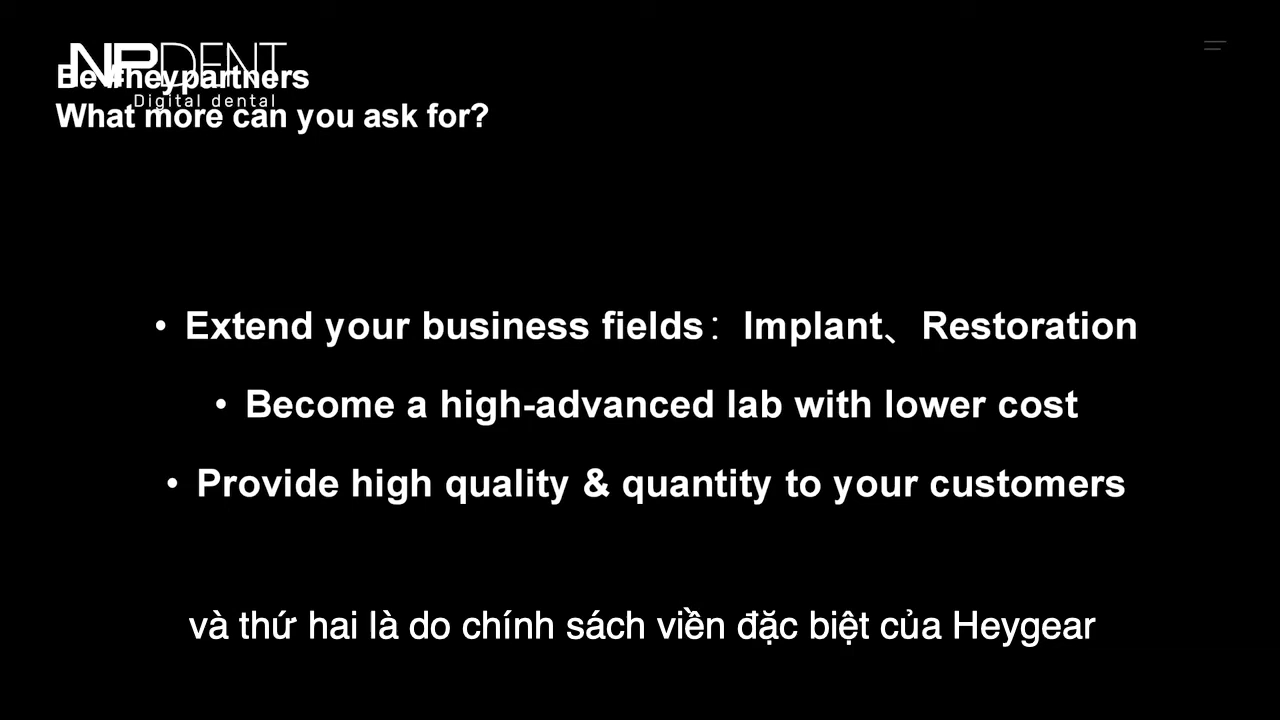 NPDENT
Be #heypartners
Digital dental
What more can you ask for?
• Extend your business fields：Implant、Restoration
• Become a high-advanced lab with lower cost
• Provide high quality & quantity to your customers
và thứ hai là do chính sách viền đặc biệt của Heygear